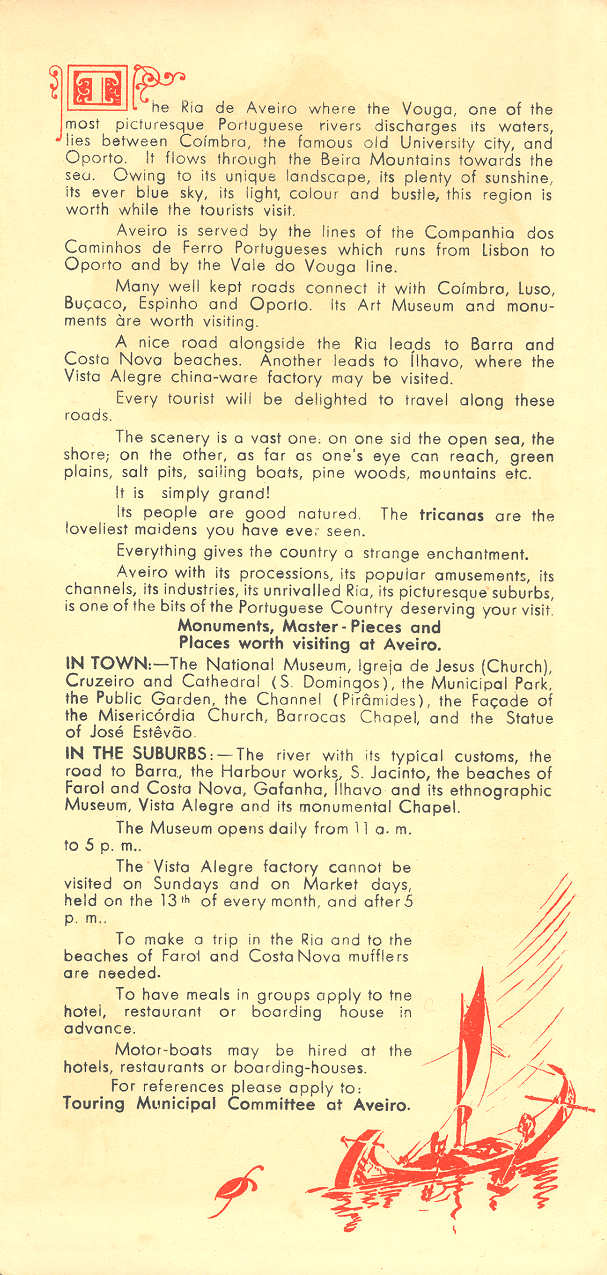 The Ria de Aveiro where the Vouga, one of the
most picturesque Portuguese rivers discharges its waters,
lies between Coímbra, the famous old University city, and
Oporto. It flows through the Beira Mountains towards the
sea. Owing to its unique landscape, its plenty of sunshine,
its ever blue sky, its light, colour and bustle, this region is
worth while the tourists visit.
Aveiro is served by the lines of the Companhia dos
Caminhos de Ferro Portugueses which runs from Lisbon to
Oporto and by the Vale do Vouga line.
Many well kept roads connect it with Coímbra, Luso,
Buçaco, Espinho and Oporto. Its Art Museum and monu-
ments àre worth visiting.
A nice road alongside the Ria leads to Barra and
Costa Nova beaches. Another leads to Ílhavo, where the
Vista Alegre china-ware factory may be visited.
Every tourist will be delighted to travel along these
roads.
The scenery is a vast one: on one sid the open sea, the
shore; on the other, as far as one's eye can reach, green
plains, salt pits, sailing boats, pine woods, mountains etc.
It is simply grand!
Its people are good natured. The tricanas are the
loveliest maidens you have ever seen.
Everything gives the country a strange enchantment.
Aveiro with its processions, its popular amusements, its
channels, its industries, its unrivalled Ria, its picturesque suburbs,
is one of the bits of the Portuguese Country deserving your visit.
Monuments, Master-Pieces and
Places worth visiting at Aveiro.
IN TOWN:—The National Museum, Igreja de Jesus (Church),
Cruzeiro and Cathedral (S. Domingos), the Municipal Park,
the Public Garden, the Channel (Pirâmides), the Façade of
the Misericórdia Church, Barrocas Chapel, and the Statue
of José Estêvão.
IN THE SUBURBS:—The river with its typícal customs, the
road to Barra, the Harbour works, S. Jacinto, the beaches of
Farol and Costa Nova, Gafanha, Ílhavo and its ethnographic
Museum, Vista Alegre and its monumental Chapel.
The Museum opens daily from 11 a. m.
to 5 p. m..
The Vista Alegre factory cannot be
visited on Sundays and on Market days,
held on the 13th of every month, and after 5
p. m..
To make a trip in the Ria and to the
beaches of Farol and Costa Nova mufflers
are needed.
To have meals in groups apply to the
hotel, restaurant or boarding house in
advance.
Motor-boats may be hired at the
hotels, restaurants or boarding-houses.
For references please apply to:
Touring Municipal Committee at Aveiro.